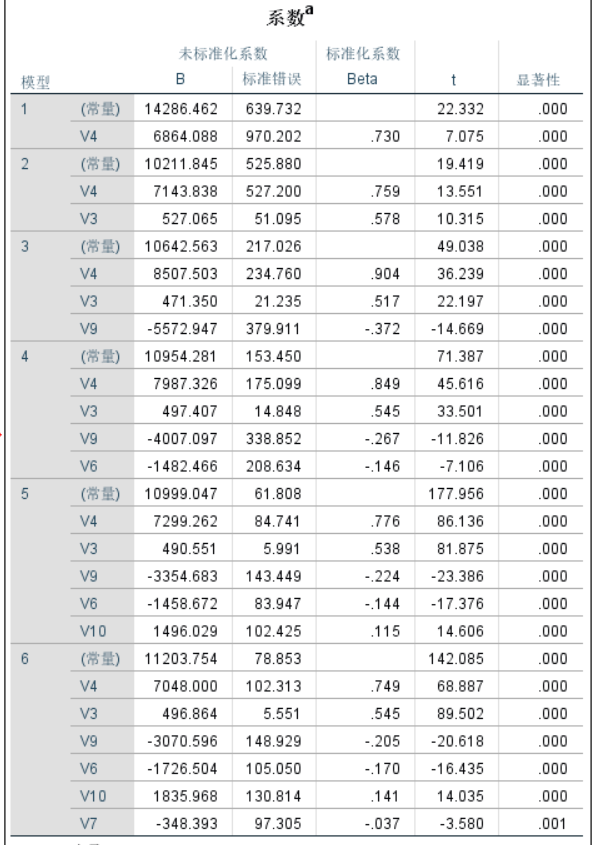 系数a
未标准化系数 标准化系数
模型 B 标准错误 Beta t 显著性
1 (常量) 14286.462 639.732 22.332 .000
V4 6864.088 970.202 .730 7.075 .000
2 (常量) 10211.845 525.880 19.419 .000
V4 7143.838 527.200 .759 13.551 .000
V3 527.065 51.095 .578 10.315 .000
3 (常量) 10642.563 217.026 49.038 .000
V4 8507.503 234.760 .904 36.239 .000
V3 471.350 21.235 .517 22.197 .000
V9 -5572.947 379.911 -.372 -14.669 .000
4 (常量) 10954.281 153.450 71.387 .000
V4 7987.326 175.099 .849 45.616 .000
V3 497.407 14.848 .545 33.501 .000
V9 -4007.097 338.852 -.267 -11.826 .000
V6 -1482.466 208.634 -.146 -7.106 .000
5 (常量) 10999.047 61.808 177.956 .000
V4 7299.262 84.741 .776 86.136 .000
V3 490.551 5.991 .538 81.875 .000
V9 -3354.683 143.449 -.224 -23.386 .000
V6 -1458.672 83.947 -.144 -17.376 .000
V10 1496.029 102.425 .115 14.606 .000
6 (常量) 11203.754 78.853 142.085 .000
V4 7048.000 102.313 .749 68.887 .000
V3 496.864 5.551 .545 89.502 .000
V9 -3070.596 148.929 -.205 -20.618 .000
V6 -1726.504 105.050 -.170 -16.435 .000
V10 1835.968 130.814 .141 14.035 .000
V7 -348.393 97.305 -.037 -3.580 .001